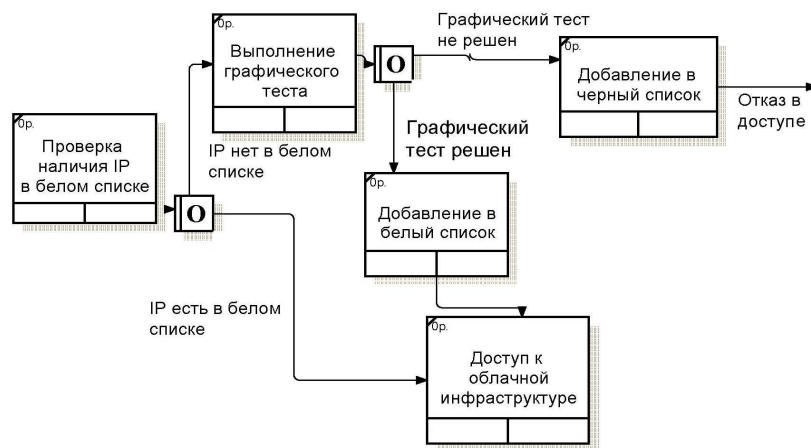 0р.
Проверка
наличия IP
в белом списке
О
IP нет в белом
списке
IP есть в белом
списке
0р.
Выполнение
графического
теста
О
Графический тест
не решен
Графический
тест решен
0р.
Добавление в
черный список
Отказ в
доступе
0р.
Добавление в
белый список
0р.
Доступ к
облачной
инфраструктуре